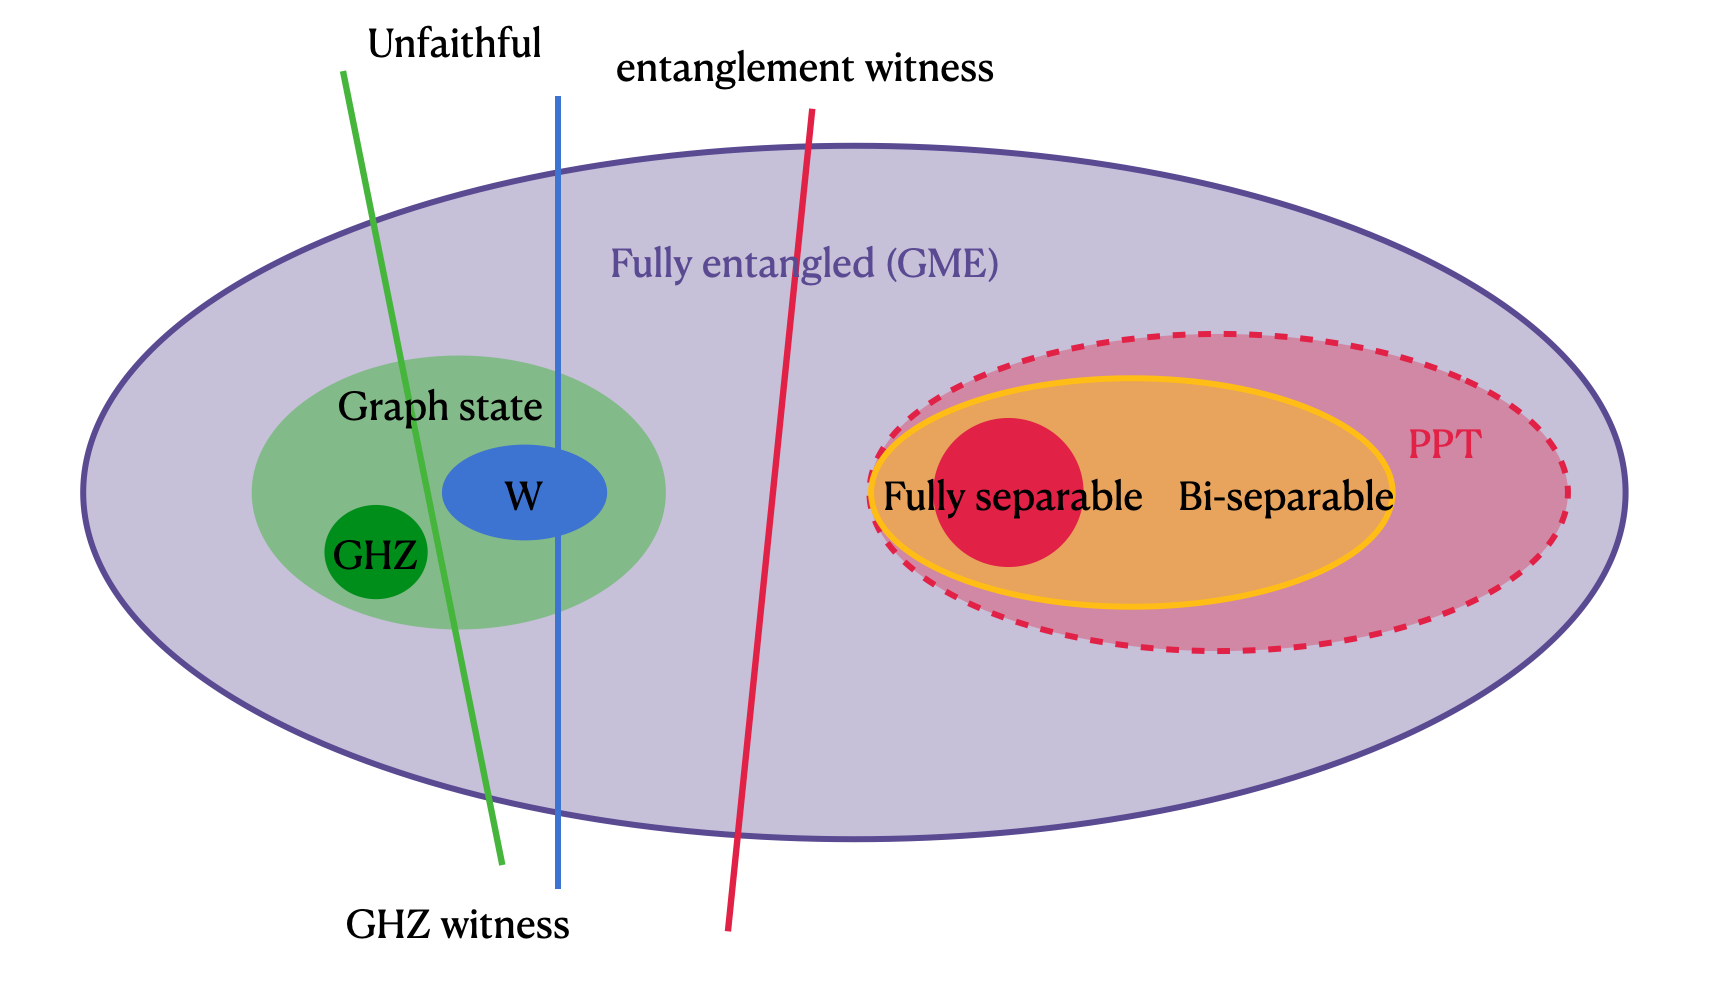 Unfaithful
entanglement witness
Fully entangled (GME)
Graph state
PPT
W
Fully separable
Bi-separable
GHZ
GHZ witness